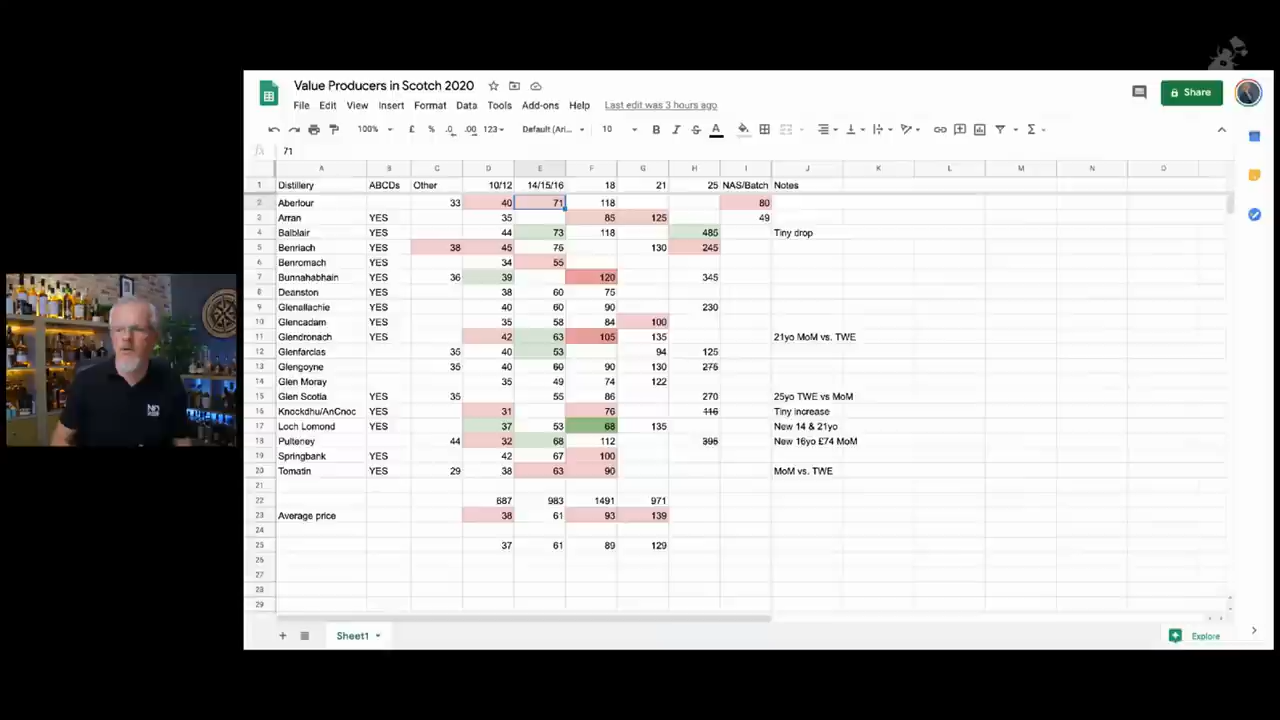 Value Producers in Scotch 2020
File Edit View Insert Format Data Tools Add-ons Help Last edit was 3 hours ago
Share
100% £ % .0 .00 123 Default (Ari... 10 B I S A
fx 71
A B C D E F G H I J K L M N O
1 Distillery ABCDs Other 10/12 14/15/16 18 21 25 NAS/Batch Notes
2 Aberlour 33 40 71 118 80
3 Arran YES 35 85 125 49
4 Balblair YES 44 73 118 485 Tiny drop
5 Benriach YES 38 45 75 130 245
6 Benromach YES 34 55
7 Bunnahabhain YES 36 39 120 345
8 Deanston YES 38 60 75
9 Glenallachie YES 40 60 90 230
10 Glencadam YES 35 58 84 100
11 Glendronach YES 42 63 105 135 21yo MoM vs. TWE
12 Glenfarclas 35 40 53 94 125
13 Glengoyne 35 40 60 90 130 275
14 Glen Moray 35 49 74 122
15 Glen Scotia YES 35 55 86 270 25yo TWE vs MoM
16 Knockdhu/AnCnoc YES 31 76 116 Tiny increase
17 Loch Lomond YES 37 53 68 135 New 14 & 21yo
18 Pulteney 44 32 68 112 395 New 16yo £74 MoM
19 Springbank YES 42 67 100
20 Tomatin YES 29 38 63 90 MoM vs. TWE
21
22 687 983 1491 971
23 Average price 38 61 93 139
24
25 37 61 89 129
26
27
28
29
Sheet1
Explore